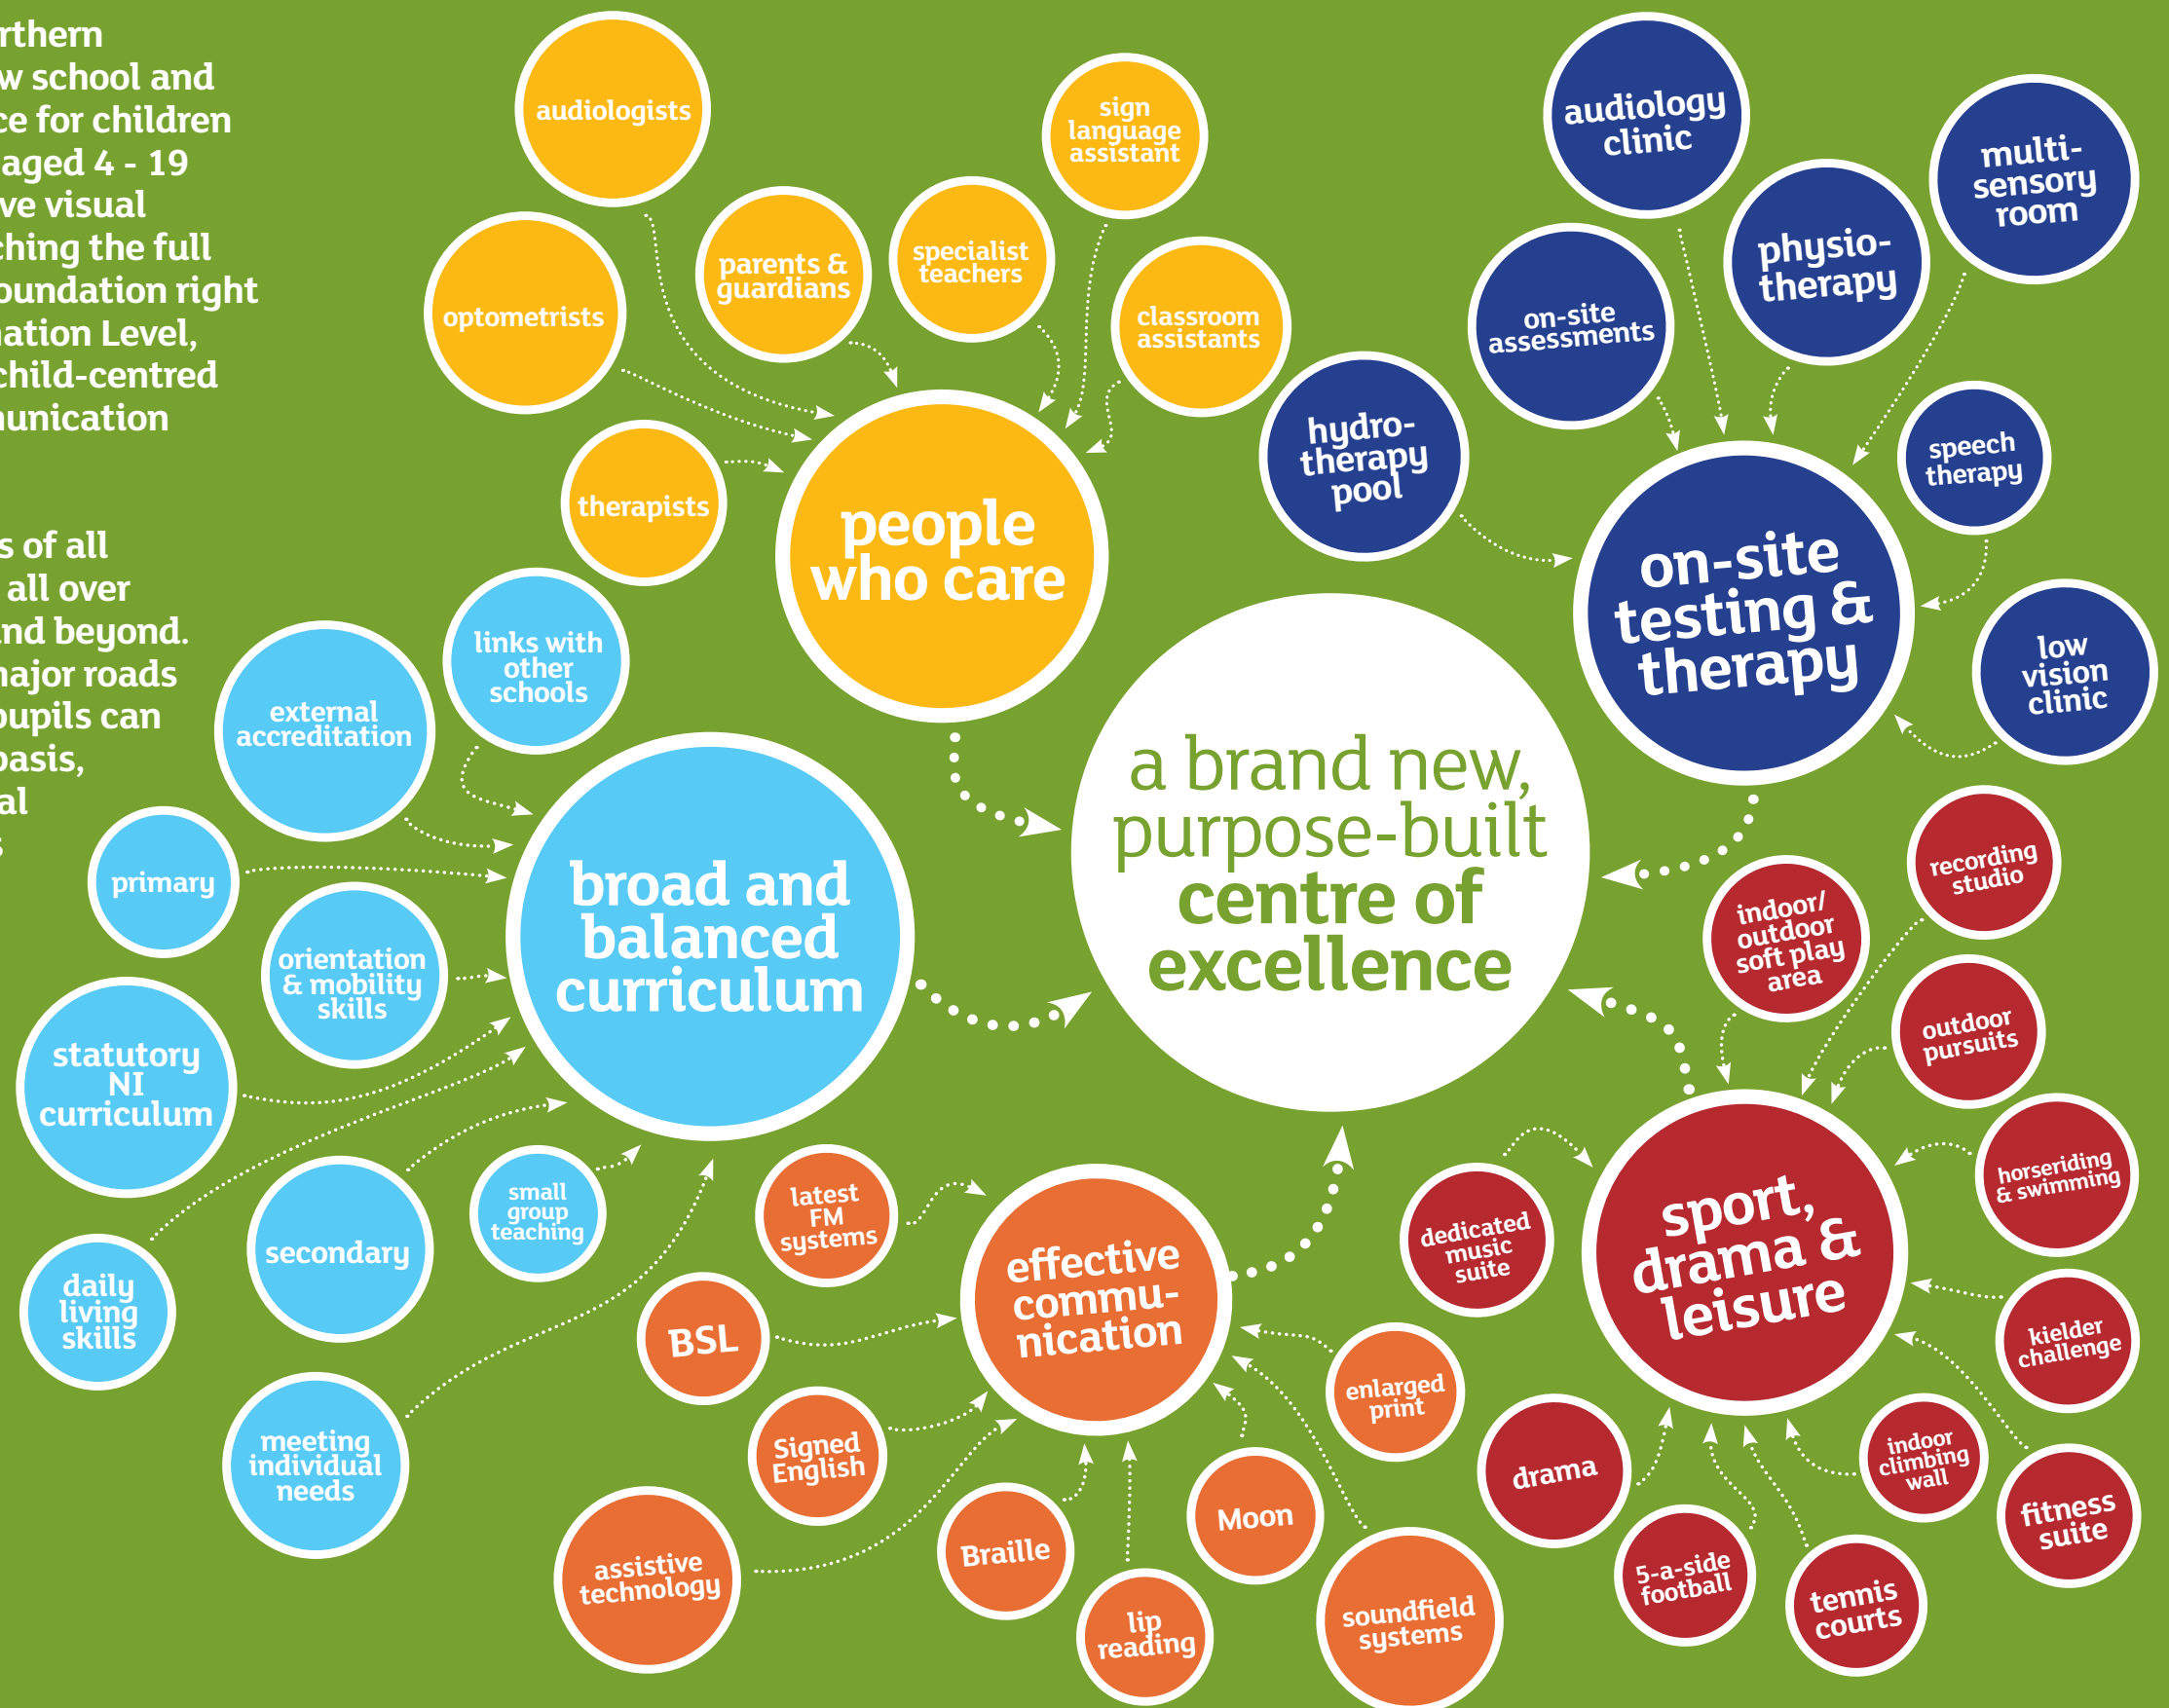 rthern
w school and
ce for children
aged 4 - 19
ve visual
ching the full
oundation right
nation Level,
child-centred
nunication
s of all
all over
nd beyond.
major roads
pupils can
basis,
al
s
audiologists
sign
language
assistant
optometrists
parents &
guardians
specialist
teachers
classroom
assistants
therapists
people
who care
audiology
clinic
multi-
sensory
room
physio-
therapy
on-site
assessments
hydro-
therapy
pool
speech
therapy
low
vision
clinic
on-site
testing &
therapy
links with
other
schools
external
accreditation
primary
orientation
& mobility
skills
statutory
NI
curriculum
daily
living
skills
secondary
small
group
teaching
meeting
individual
needs
broad and
balanced
curriculum
a brand new,
purpose-built
centre of
excellence
latest
FM
systems
BSL
Signed
English
assistive
technology
Braille
lip
reading
Moon
soundfield
systems
enlarged
print
effective
commu-
nication
recording
studio
indoor/
outdoor
soft play
area
outdoor
pursuits
horseriding
& swimming
dedicated
music
suite
kielder
challenge
indoor
climbing
wall
fitness
suite
drama
5-a-side
football
tennis
courts
sport,
drama &
leisure